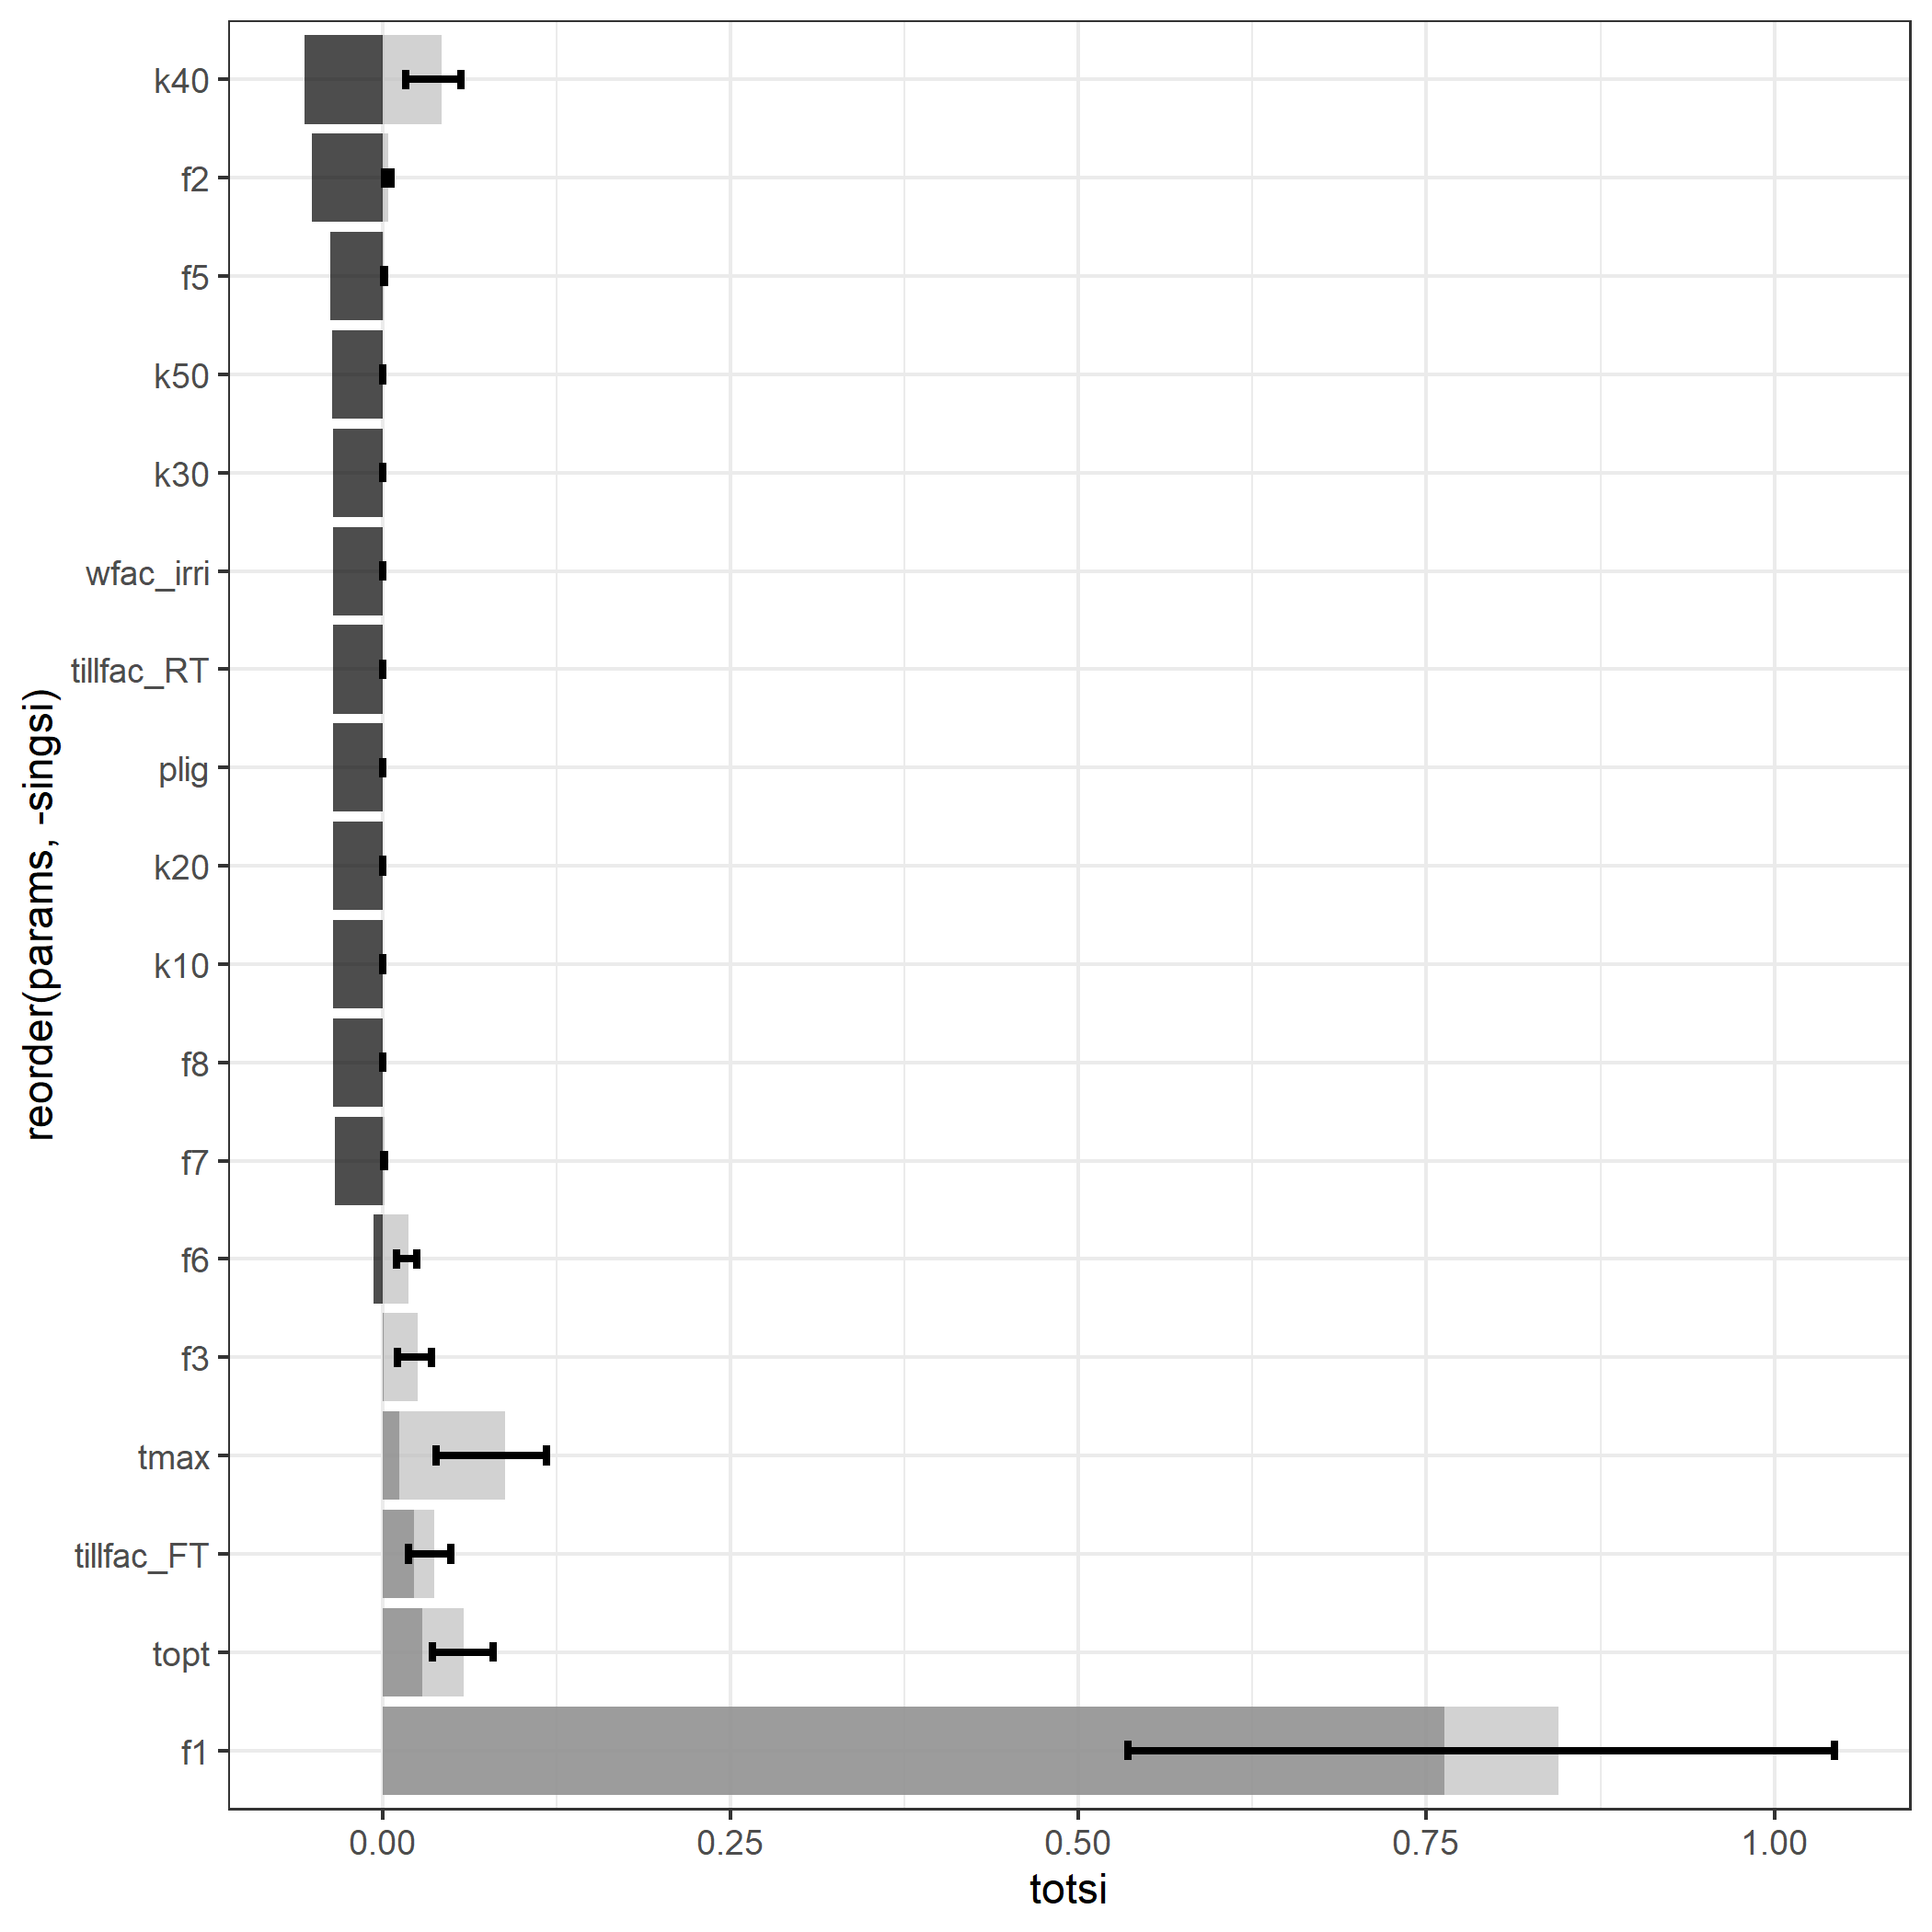 reorder(params, -singsi)
k40
f2
f5
k50
k30
wfac_irri
tillfac_RT
plig
k20
k10
f8
f7
f6
f3
tmax
tillfac_FT
topt
f1
0.00 0.25 0.50 0.75 1.00
totsi